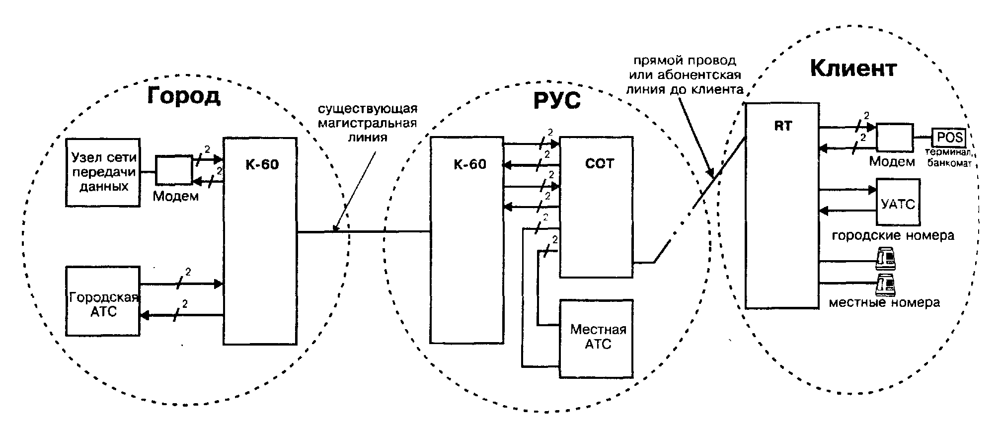 Город
Узел сети
передачи
данных
Модем
2
2
К-60
Городская
АТС
2
2
существующая
магистральная
линия
РУС
К-60
2
2
2
2
2
2
СОТ
Местная
АТС
прямой провод
или абонентская
линия до клиента
Клиент
RT
2
2
Модем
POS
терминал,
банкомат
УАТС
городские номера
местные номера